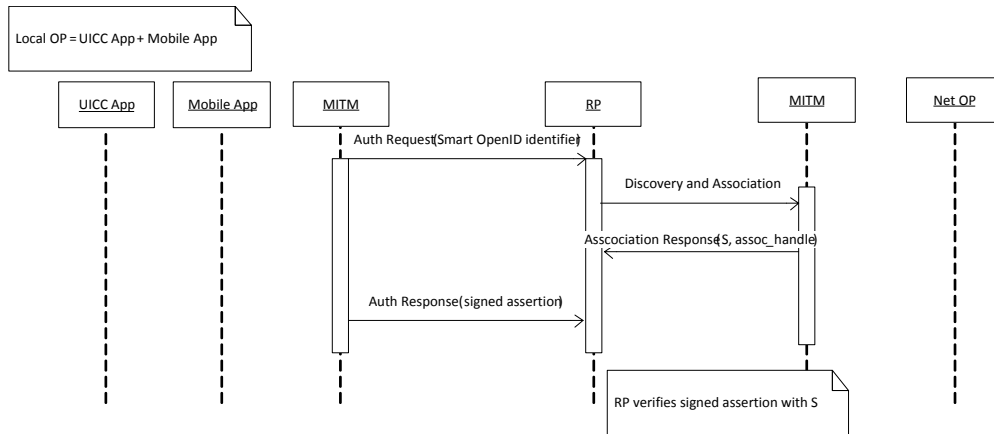 Local OP = UICC App + Mobile App
UICC App
Mobile App
MITM
RP
MITM
Net OP
Auth Request(Smart OpenID identifier)
Discovery and Association
Asscociation Response(S, assoc_handle)
Auth Response(signed assertion)
RP verifies signed assertion with S